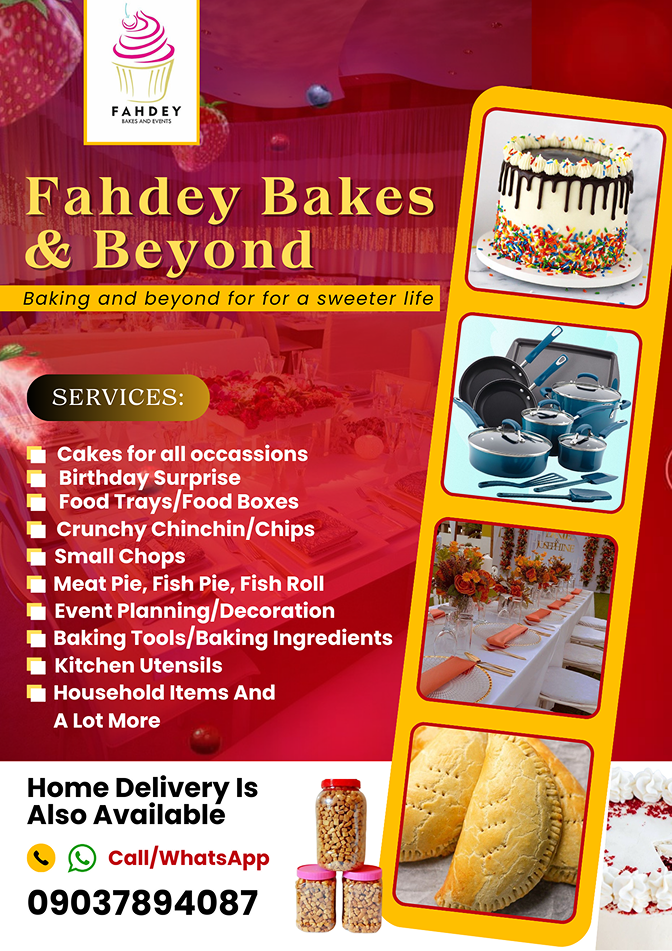 FAHDEY
BAKES AND EVENTS
Fahdey Bakes
& Beyond
Baking and beyond for for a sweeter life
SERVICES:
Cakes for all occassions
Birthday Surprise
Food Trays/Food Boxes
Crunchy Chinchin/Chips
Small Chops
Meat Pie, Fish Pie, Fish Roll
Event Planning/Decoration
Baking Tools/Baking Ingredients
Kitchen Utensils
Household Items And
A Lot More
Home Delivery Is
Also Available
Call/WhatsApp
09037894087